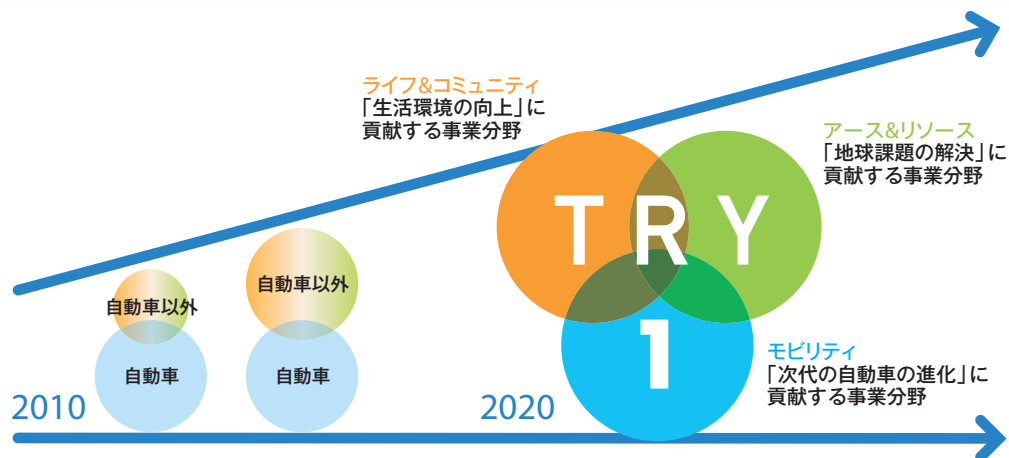 ライフ&コミュニティ
「生活環境の向上」に
貢献する事業分野
アース&リソース
「地球課題の解決」に
貢献する事業分野
TRY
1
自動車以外
自動車
自動車以外
自動車
モビリティ
「次代の自動車の進化」に
貢献する事業分野
2010
2020